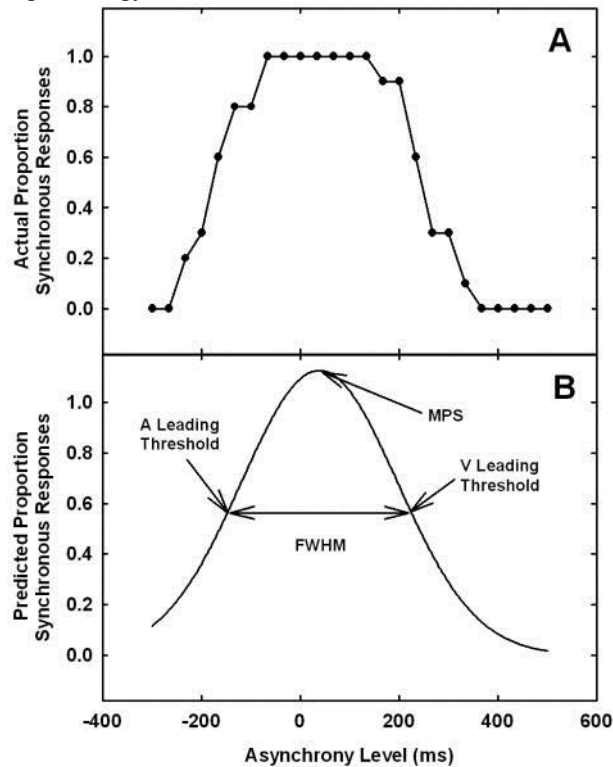 A
1.0
0.8
0.6
0.4
0.2
0.0
Actual Proportion
Synchronous Responses
B
1.0
0.8
0.6
0.4
0.2
0.0
Predicted Proportion
Synchronous Responses
MPS
A Leading
Threshold
V Leading
Threshold
FWHM
-400 -200 0 200 400 600
Asynchrony Level (ms)